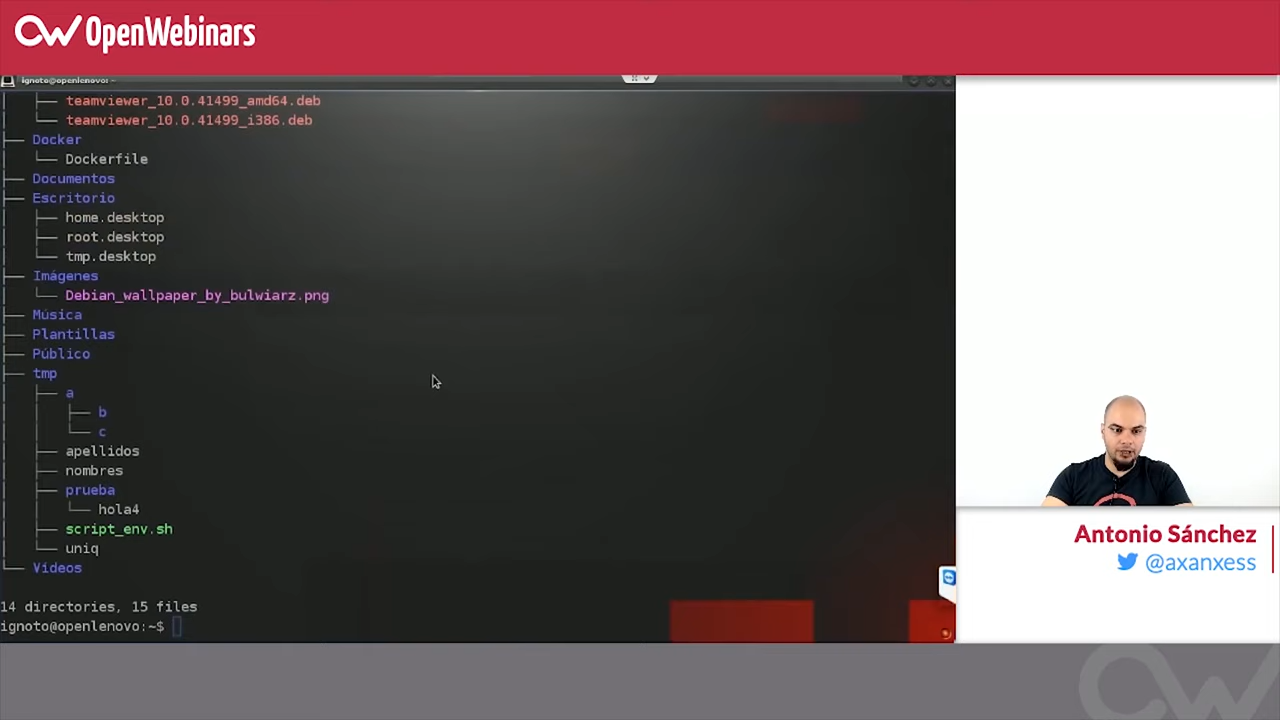 OpenWebinars
ignoto@openlenovo: ~
├── teamviewer_10.0.41499_amd64.deb
└── teamviewer_10.0.41499_i386.deb
├── Docker
│   └── Dockerfile
├── Documentos
├── Escritorio
│   ├── home.desktop
│   ├── root.desktop
│   └── tmp.desktop
├── Imágenes
│   └── Debian_wallpaper_by_bulwiarz.png
├── Música
├── Plantillas
├── Público
├── tmp
│   ├── a
│   │   ├── b
│   │   └── c
│   ├── apellidos
│   ├── nombres
│   ├── prueba
│   │   └── hola4
│   ├── script_env.sh
│   └── uniq
└── Vídeos
14 directories, 15 files
ignoto@openlenovo:~$
Antonio Sánchez
@axanxess